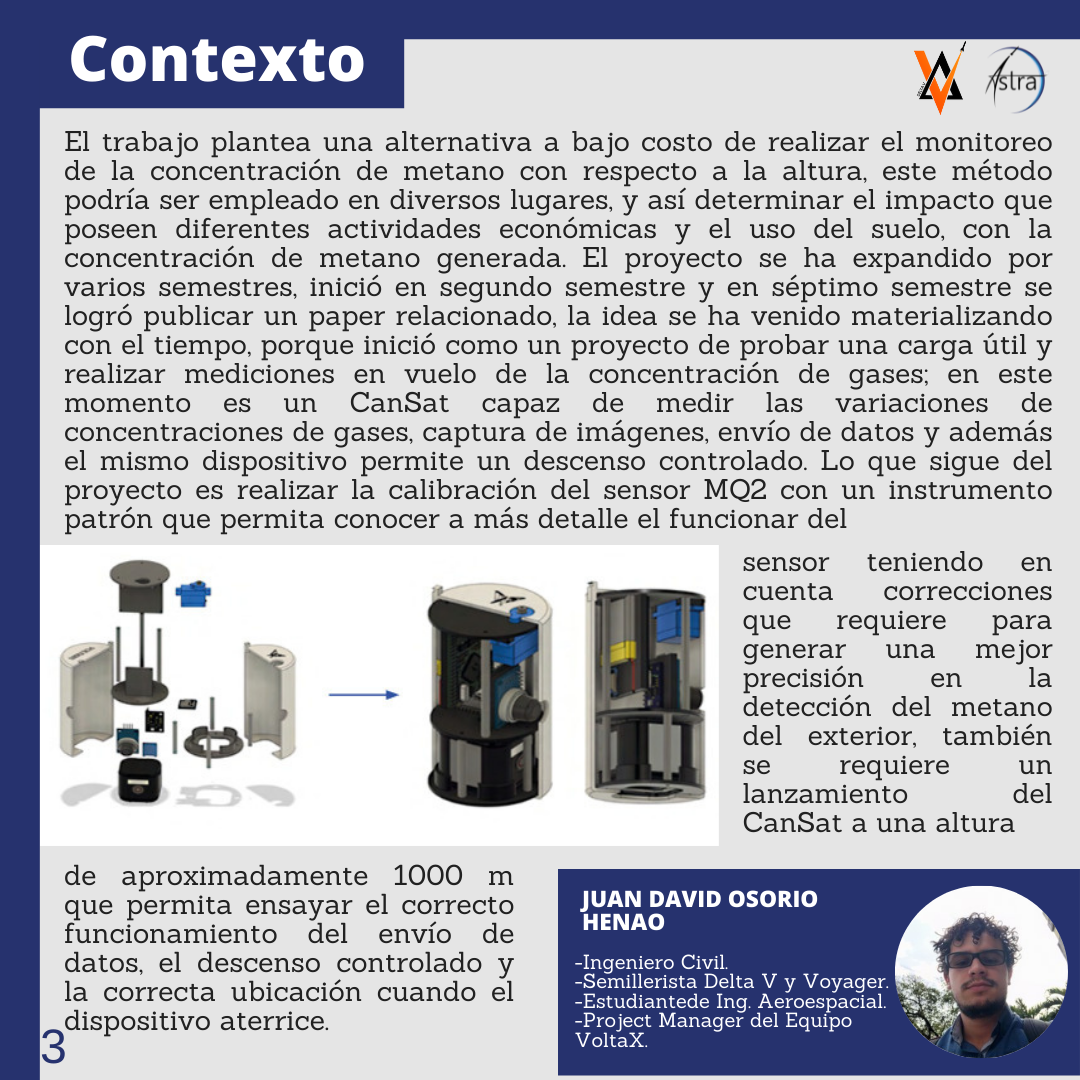 Contexto
Astra
El trabajo plantea una alternativa a bajo costo de realizar el monitoreo
de la concentración de metano con respecto a la altura, este método
podría ser empleado en diversos lugares, y así determinar el impacto que
poseen diferentes actividades económicas y el uso del suelo, con la
concentración de metano generada. El proyecto se ha expandido por
varios semestres, inició en segundo semestre y en séptimo semestre se
logró publicar un paper relacionado, la idea se ha venido materializando
con el tiempo, porque inició como un proyecto de probar una carga útil y
realizar mediciones en vuelo de la concentración de gases; en este
momento es un CanSat capaz de medir las variaciones de
concentraciones de gases, captura de imágenes, envío de datos y además
el mismo dispositivo permite un descenso controlado. Lo que sigue del
proyecto es realizar la calibración del sensor MQ2 con un instrumento
patrón que permita conocer a más detalle el funcionar del
sensor teniendo en
cuenta correcciones
que requiere para
generar una mejor
precisión en la
detección del metano
del exterior, también
se requiere un
lanzamiento del
CanSat a una altura
de aproximadamente 1000 m
que permita ensayar el correcto
funcionamiento del envío de
datos, el descenso controlado y
la correcta ubicación cuando el
dispositivo aterrice.
JUAN DAVID OSORIO
HENAO
-Ingeniero Civil.
-Semillerista Delta V y Voyager.
-Estudiantede Ing. Aeroespacial.
-Project Manager del Equipo
VoltaX.
3